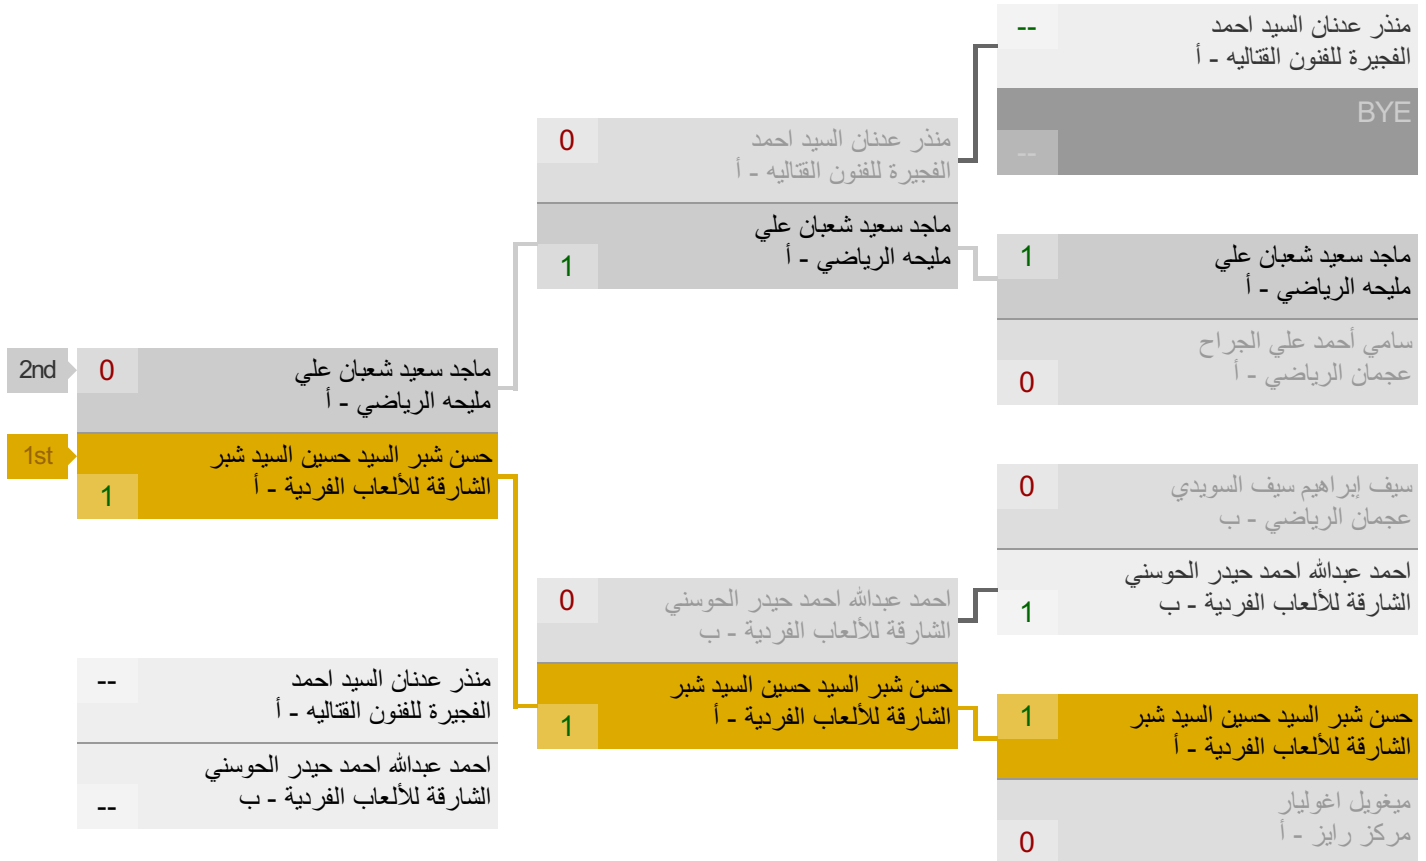 --
منذر عدنان السيد احمد
الفجيرة للفنون القتاليه - أ
BYE
--
0
منذر عدنان السيد احمد
الفجيرة للفنون القتاليه - أ
ماجد سعيد شعبان علي
مليحه الرياضي - أ
1
1
ماجد سعيد شعبان علي
مليحه الرياضي - أ
سامي أحمد علي الجراح
عجمان الرياضي - أ
0
2nd
0
ماجد سعيد شعبان علي
مليحه الرياضي - أ
1st
حسن شبر السيد حسين السيد شبر
الشارقة للألعاب الفردية - أ
1
0
سيف إبراهيم سيف السويدي
عجمان الرياضي - ب
احمد عبدالله احمد حيدر الحوسني
الشارقة للألعاب الفردية - ب
1
0
احمد عبدالله احمد حيدر الحوسني
الشارقة للألعاب الفردية - ب
حسن شبر السيد حسين السيد شبر
الشارقة للألعاب الفردية - أ
1
1
حسن شبر السيد حسين السيد شبر
الشارقة للألعاب الفردية - أ
ميغويل اغوليار
مركز رايز - أ
0
--
منذر عدنان السيد احمد
الفجيرة للفنون القتاليه - أ
احمد عبدالله احمد حيدر الحوسني
الشارقة للألعاب الفردية - ب
--